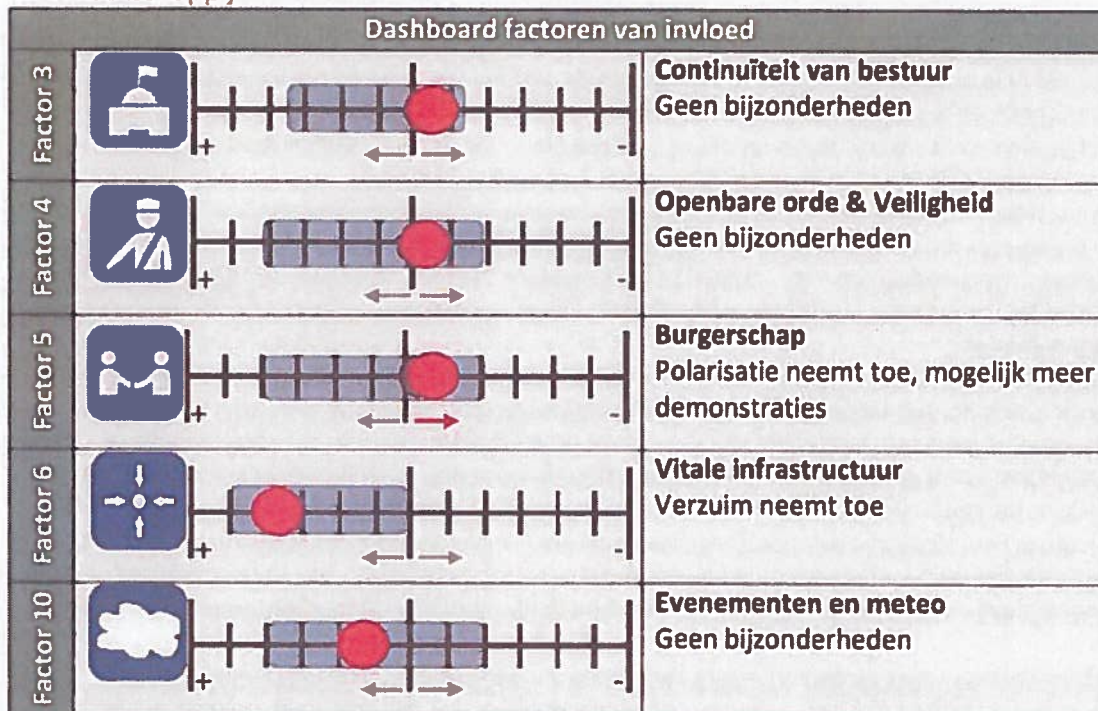 Dashboard factoren van invloed
Factor 3
+
-
Continuïteit van bestuur
Geen bijzonderheden
Factor 4
+
-
Openbare orde & Veiligheid
Geen bijzonderheden
Factor 5
+
Burgerschap
Polarisatie neemt toe, mogelijk meer
demonstraties
Factor 6
+
-
Vitale infrastructuur
Verzuim neemt toe
Factor 10
+
-
Evenementen en meteo
Geen bijzonderheden